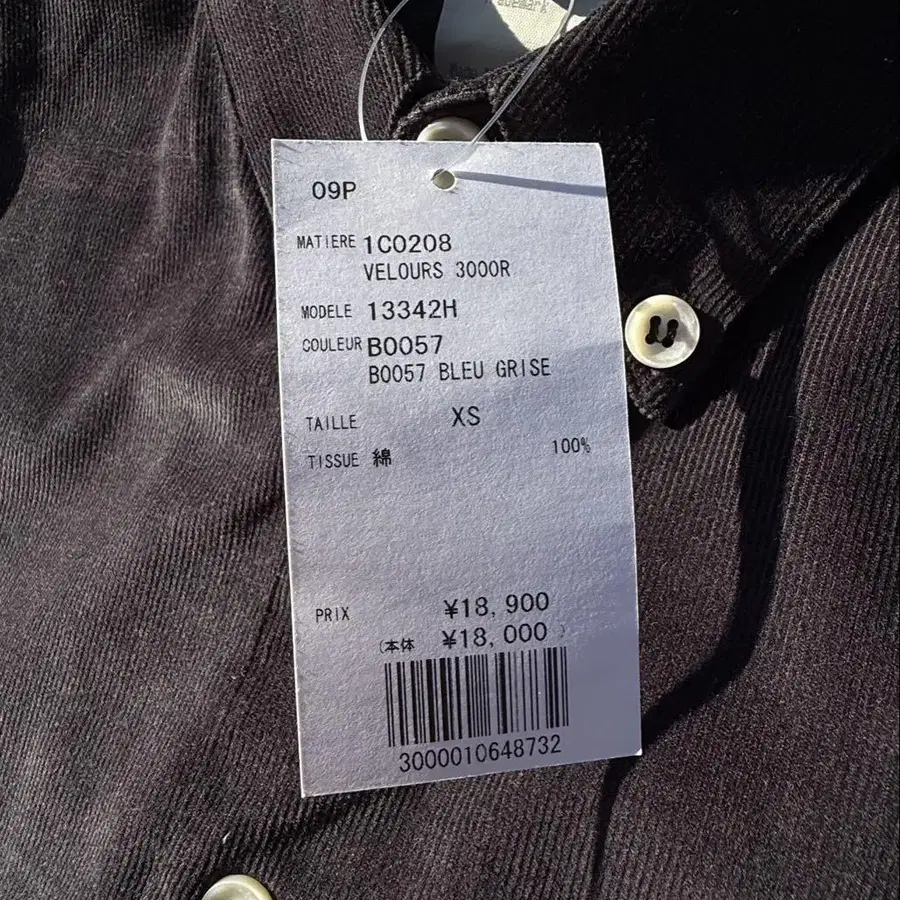 09P
MATIERE 1C0208
VELOURS 3000R
MODELE 13342H
COULEUR B0057
B0057 BLEU GRISE
TAILLE XS
TISSUE 綿 100%
PRIX ¥18,900
(本体 ¥18,000 )
3000010648732